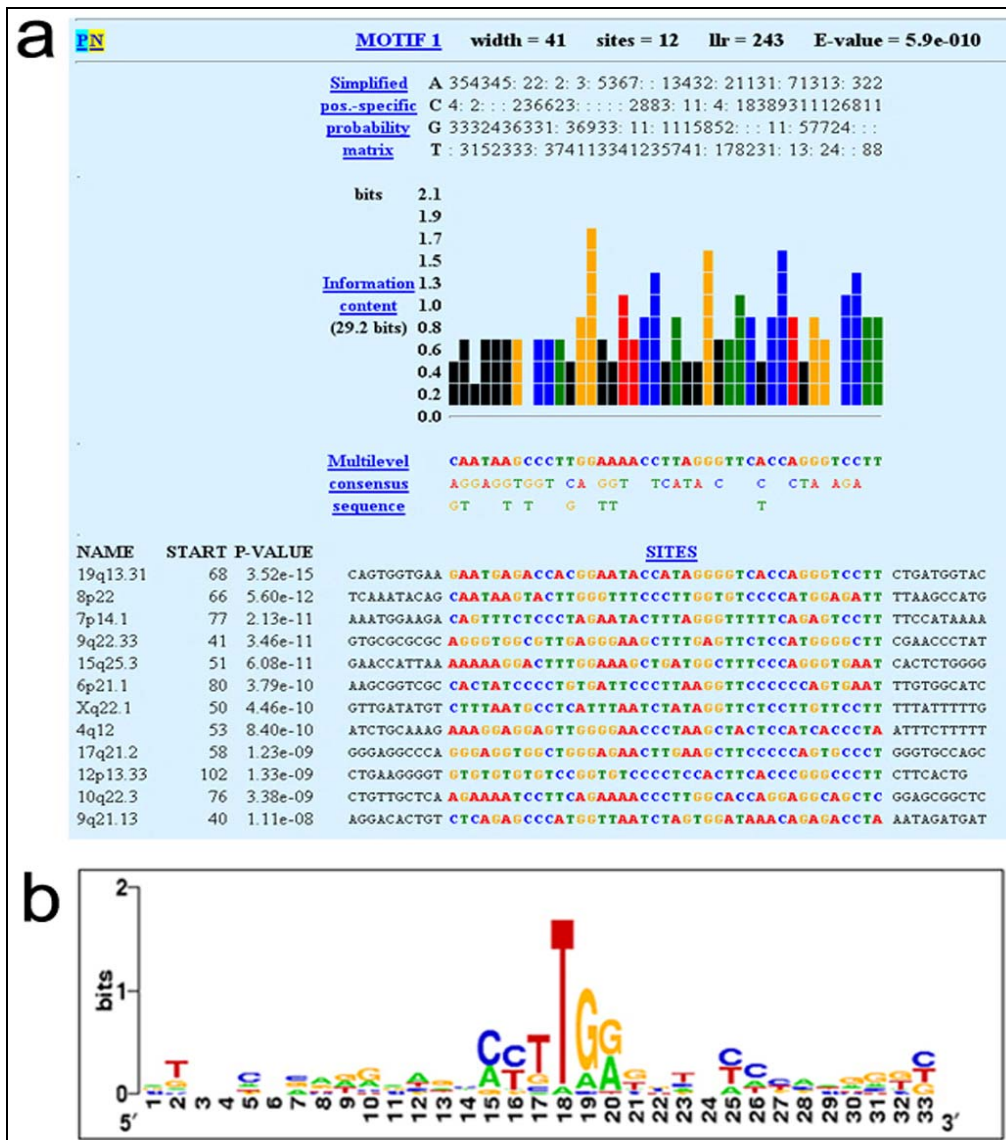 a
PN MOTIF 1 width = 41 sites = 12 llr = 243 E-value = 5.9e-010
Simplified A 354345: 22: 2: 3: 5367: : 13432: 21131: 71313: 322
pos.-specific C 4: 2: : : 236623: : : : : 2883: 11: 4: 18389311126811
probability G 3332436331: 36933: 11: 1115852: : : 11: 57724: : :
matrix T : 3152333: 374113341235741: 178231: 13: 24: : 88
bits 2.1
1.9
1.7
1.5
Information 1.3
content 1.0
(29.2 bits) 0.8
0.6
0.4
0.2
0.0
Multilevel CAATAAGCCCTTGGAAAACCTTAGGGTTCACCAGGGTCCTT
consensus AGGAGGTGGT CA GGT TCATA C C CTA AGA
sequence GT T T G TT T
NAME START P-VALUE SITES
19q13.31 68 3.52e-15 CAGTGGTGAA GAATGAGACCACGGAATACCATAGGGGTCACCAGGGTCCTT CTGATGGTAC
8p22 66 5.60e-12 TCAAATACAG CAATAAGTACTTGGGTTTCCCTTGGTGTCCCCATGGAGATT TTAAGCCATG
7p14.1 77 2.13e-11 AAATGGAAGA CAGTTTCTCCCTAGAATACTTTAGGGTTTTTCAGAGTCCTT TTCCATAAAA
9q22.33 41 3.46e-11 GTGCGCGCGC AGGGTGGCGTTGAGGGAAGCTTTGAGTTCTCCATGGGGCTT CGAACCCTAT
15q25.3 51 6.08e-11 GAACCATTAA AAAAAGGACTTTGGAAAGCTGATGGCTTTCCCAGGGTGAAT CACTCTGGGG
6p21.1 80 3.79e-10 AAGCGGTCGC CACTATCCCCTGTGATTCCCTTAAGGTTCCCCCCAGTGAAT TTGTGGCATC
Xq22.1 50 4.46e-10 GTTGATATGT CTTTAATGCCTCATTTAATCTATAGGTTCTCCTTGTTCCTT TTTATTTTTG
4q12 53 8.40e-10 ATCTGCAAAG AAAGGAGGAGTTGGGGAACCCTAAGCTACTCCATCACCCTA ATTTCTTTTT
17q21.2 58 1.23e-09 GGGAGGCCCA GGGAGGTGGCTGGGAGAACTTGAAGCTTCCCCCAGTGCCCT GGGTGCCAGC
12p13.33 102 1.33e-09 CTGAAGGGGT GTGTGTGTGTCCGGTGTCCCCTCCACTTCACCCGGGCCCTT CTTCACTG
10q22.3 76 3.38e-09 CTGTTGCTCA AGAAAATCCTTCAGAAAACCCTTGGCACCAGGAGGCAGCTC GGAGCGGCTC
9q21.13 40 1.11e-08 AGGACACTGT CTCAGAGCCCATGGTTAATCTAGTGGATAAACAGAGACCTA AATAGATGAT
b
bits
2
1
0
5′ 1 2 3 4 5 6 7 8 9 10 11 12 13 14 15 16 17 18 19 20 21 22 23 24 25 26 27 28 29 30 31 32 33 3′